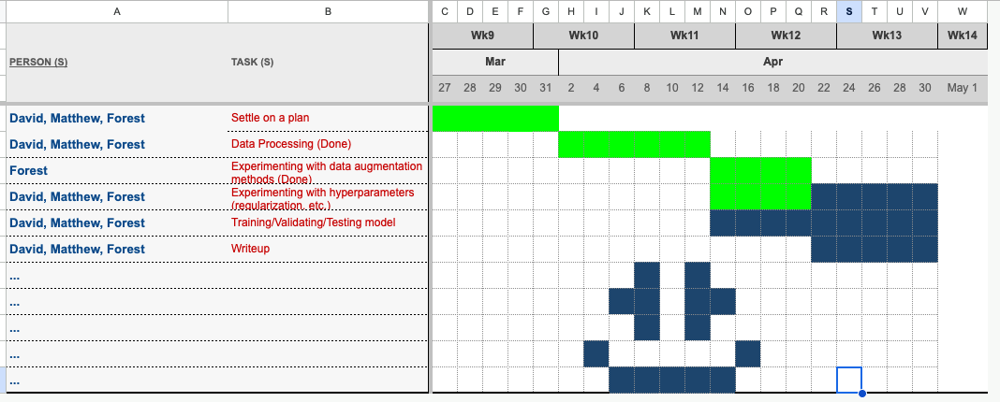 A B C D E F G H I J K L M N O P Q R S T U V W
Wk9 Wk10 Wk11 Wk12 Wk13 Wk14
PERSON (S) TASK (S) Mar Apr
27 28 29 30 31 2 4 6 8 10 12 14 16 18 20 22 24 26 28 30 May 1
David, Matthew, Forest Settle on a plan
David, Matthew, Forest Data Processing (Done)
Forest Experimenting with data augmentation
methods (Done)
David, Matthew, Forest Experimenting with hyperparameters
(regularization, etc.)
David, Matthew, Forest Training/Validating/Testing model
David, Matthew, Forest Writeup
...
...
...
...
...